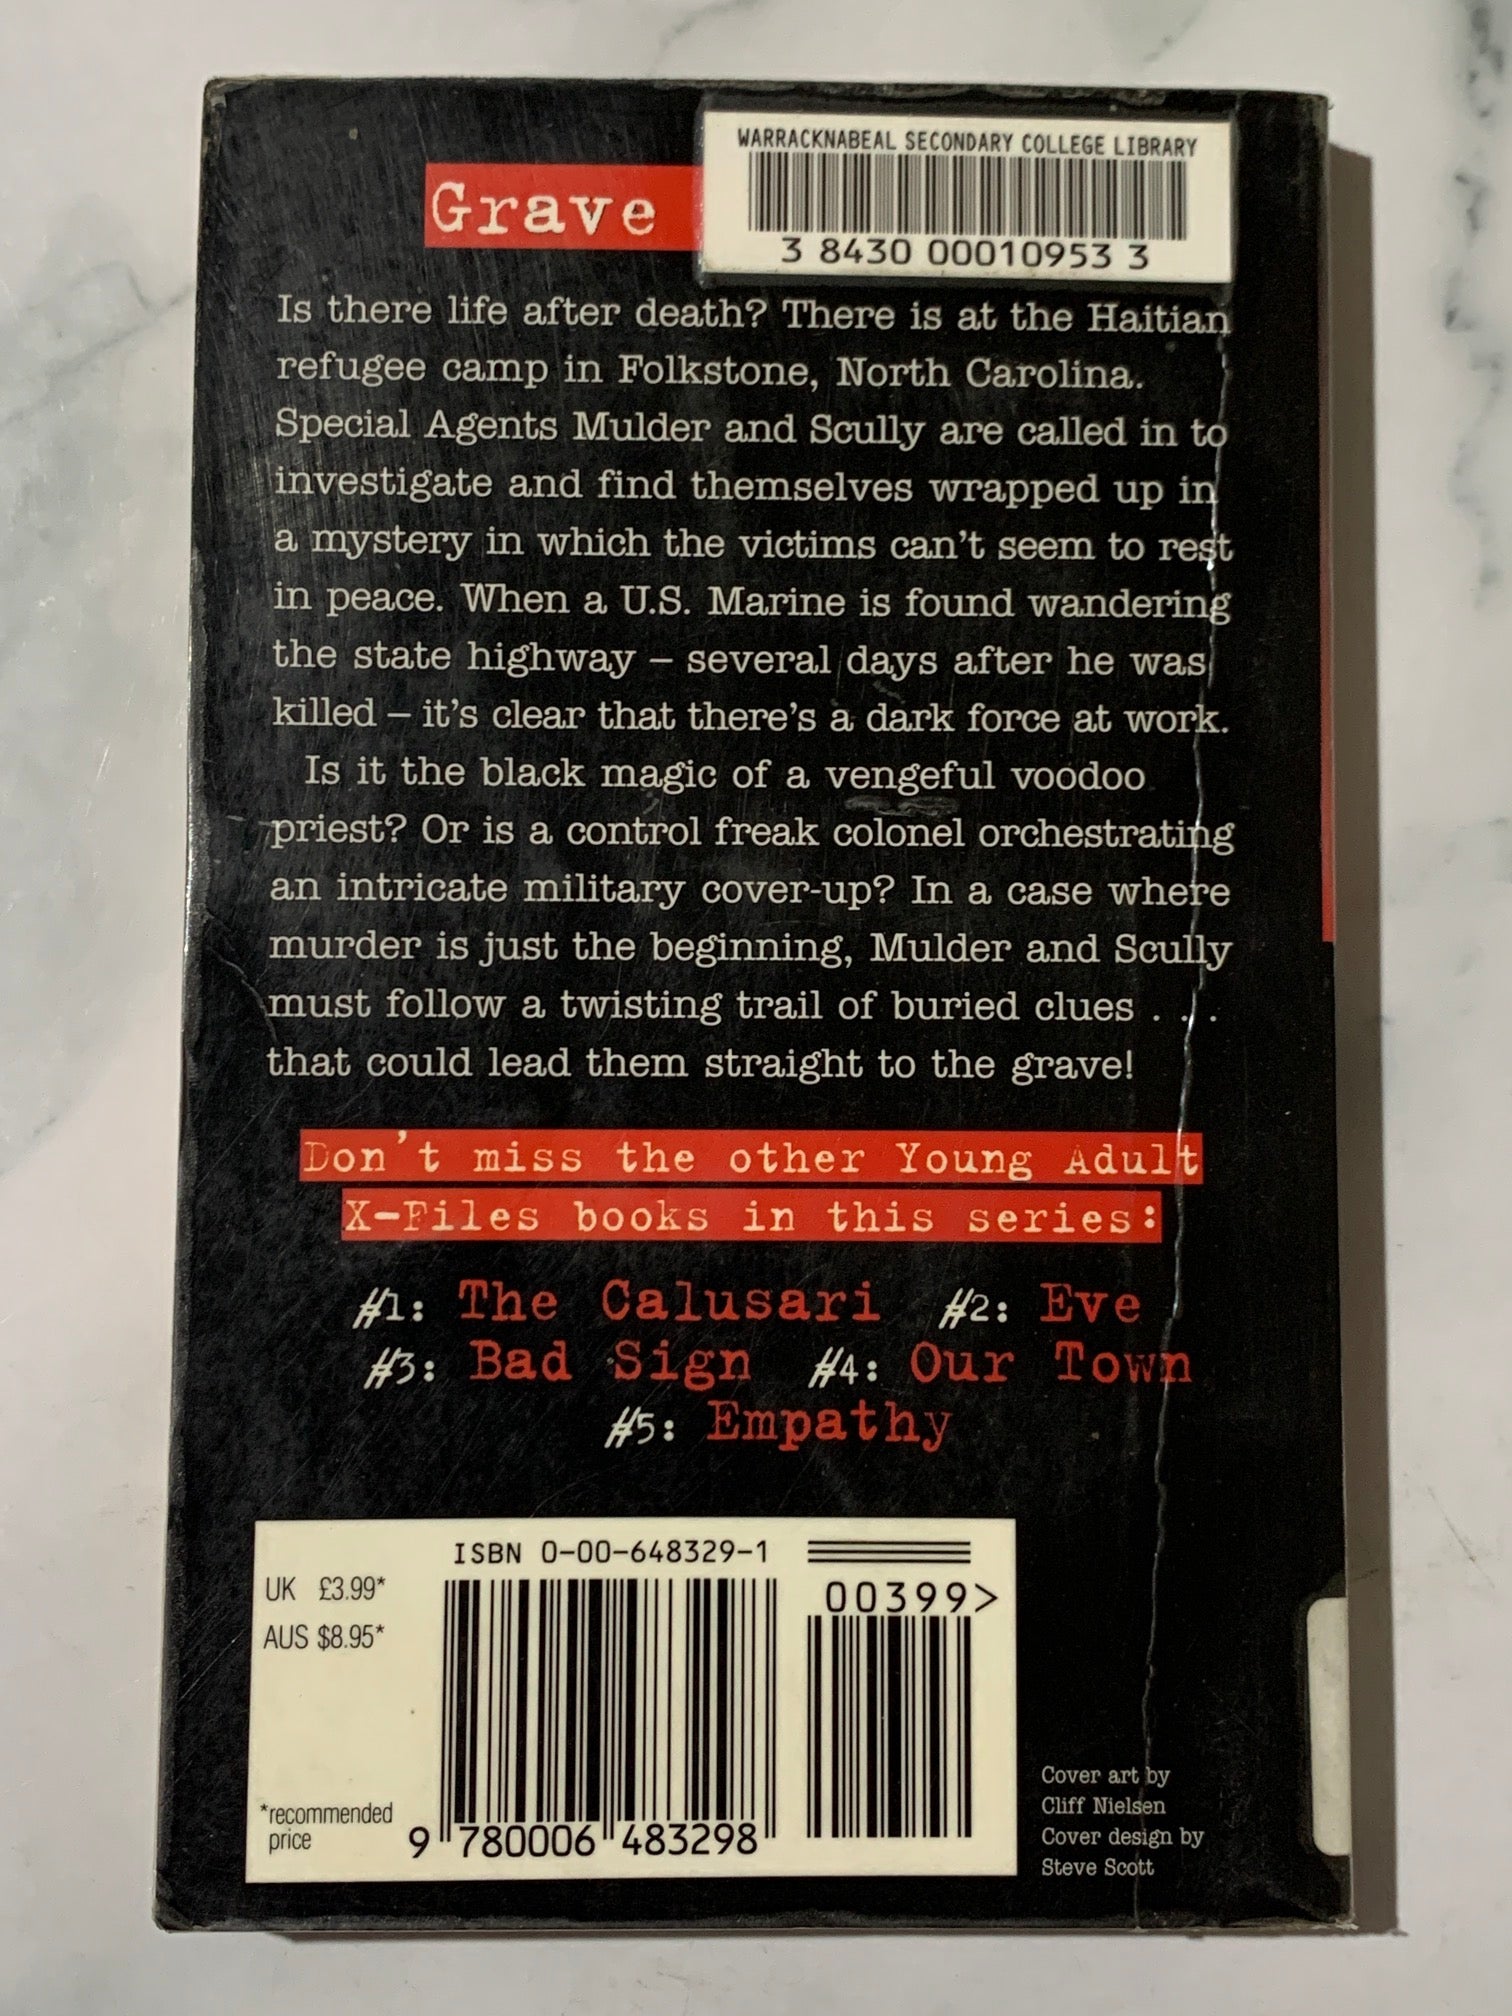 WARRACKNABEAL SECONDARY COLLEGE LIBRARY
3 8430 00010953 3
Grave
Is there life after death? There is at the Haitian
refugee camp in Folkstone, North Carolina.
Special Agents Mulder and Scully are called in to
investigate and find themselves wrapped up in
a mystery in which the victims can't seem to rest
in peace. When a U.S. Marine is found wandering
the state highway – several days after he was
killed – it's clear that there's a dark force at work.
Is it the black magic of a vengeful voodoo
priest? Or is a control freak colonel orchestrating
an intricate military cover-up? In a case where
murder is just the beginning, Mulder and Scully
must follow a twisting trail of buried clues . . .
that could lead them straight to the grave!
Don't miss the other Young Adult
X-Files books in this series:
#1: The Calusari #2: Eve
#3: Bad Sign #4: Our Town
#5: Empathy
ISBN 0-00-648329-1
UK £3.99*
AUS $8.95*
00399>
*recommended
price
9 780006 483298
Cover art by
Cliff Nielsen
Cover design by
Steve Scott